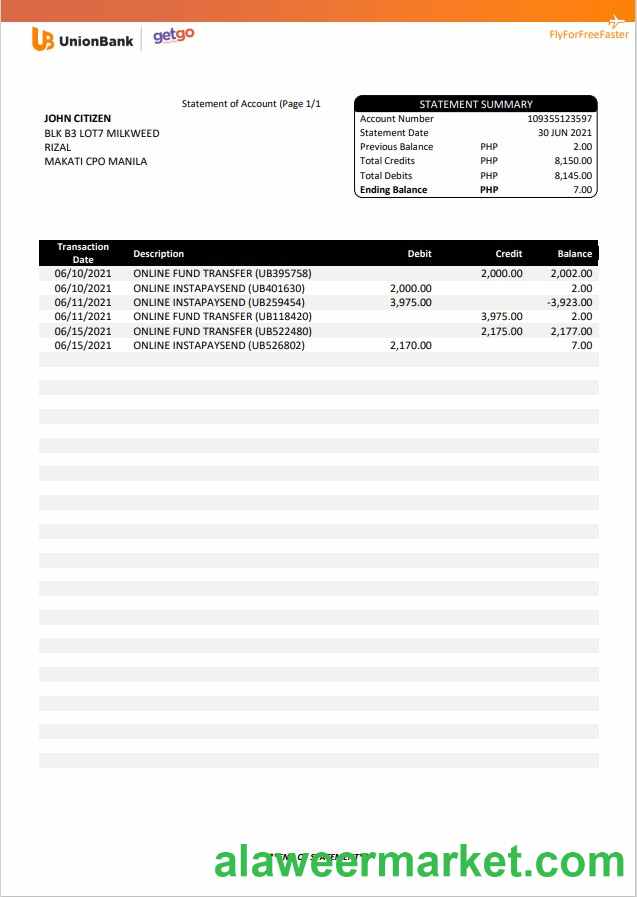 UnionBank getgo
FlyForFreeFaster
Statement of Account (Page 1/1
JOHN CITIZEN
BLK B3 LOT7 MILKWEED
RIZAL
MAKATI CPO MANILA
STATEMENT SUMMARY
Account Number 109355123597
Statement Date 30 JUN 2021
Previous Balance PHP 2.00
Total Credits PHP 8,150.00
Total Debits PHP 8,145.00
Ending Balance PHP 7.00
Transaction Date Description Debit Credit Balance
06/10/2021 ONLINE FUND TRANSFER (UB395758) 2,000.00 2,002.00
06/10/2021 ONLINE INSTAPAYSEND (UB401630) 2,000.00 2.00
06/11/2021 ONLINE INSTAPAYSEND (UB259454) 3,975.00 -3,923.00
06/11/2021 ONLINE FUND TRANSFER (UB118420) 3,975.00 2.00
06/15/2021 ONLINE FUND TRANSFER (UB522480) 2,175.00 2,177.00
06/15/2021 ONLINE INSTAPAYSEND (UB526802) 2,170.00 7.00
alaweermarket.com